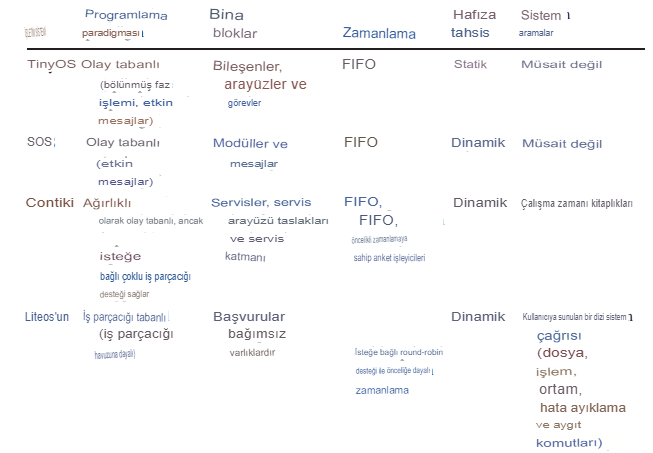 İŞLETİM SİSTEMİ
Programlama paradigması
Bina bloklar
Zamanlama
Hafıza tahsis
Sistem aramalar
TinyOS
Olay tabanlı
(bölünmüş faz
işlemi, etkin
mesajlar)
Bileşenler,
arayüzler ve
görevler
FIFO
Statik
Müsait değil
SOS
Olay tabanlı
(etkin
mesajlar)
Modüller ve
mesajlar
FIFO
Dinamik
Müsait değil
Contiki
Ağırlıklı
olarak olay tabanlı, ancak
isteğe
bağlı çoklu iş parçacığı
desteği sağlar
Servisler, servis
arayüzü taslakları
ve servis
katmanı
FIFO,
FIFO,
öncelikli zamanlamaya
sahip anket işleyicileri
Dinamik
Çalışma zamanı kitaplıkları
Liteos'un
İş parçacığı tabanlı
(iş parçacığı
havuzuna dayalı)
Başvurular
bağımsız
varlıklardır
İsteğe bağlı round-robin
desteği ile önceliğe dayalı
zamanlama
Dinamik
Kullanıcıya sunulan bir dizi sistem
çağrısı
(dosya,
işlem,
ortam,
hata ayıklama
ve aygıt
komutları)